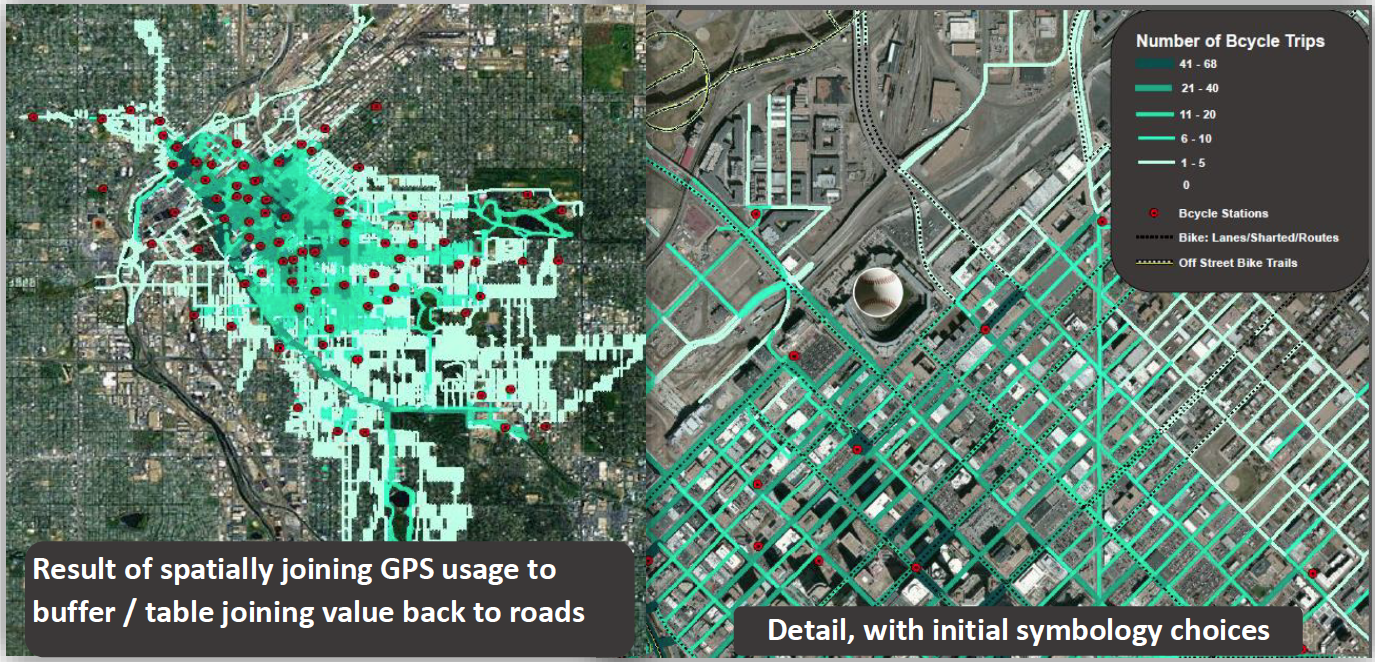 Number of Bcycle Trips
41 - 68
21 - 40
11 - 20
6 - 10
1 - 5
0
Bcycle Stations
Bike: Lanes/Sharted/Routes
Off Street Bike Trails
Result of spatially joining GPS usage to
buffer / table joining value back to roads
Detail, with initial symbology choices